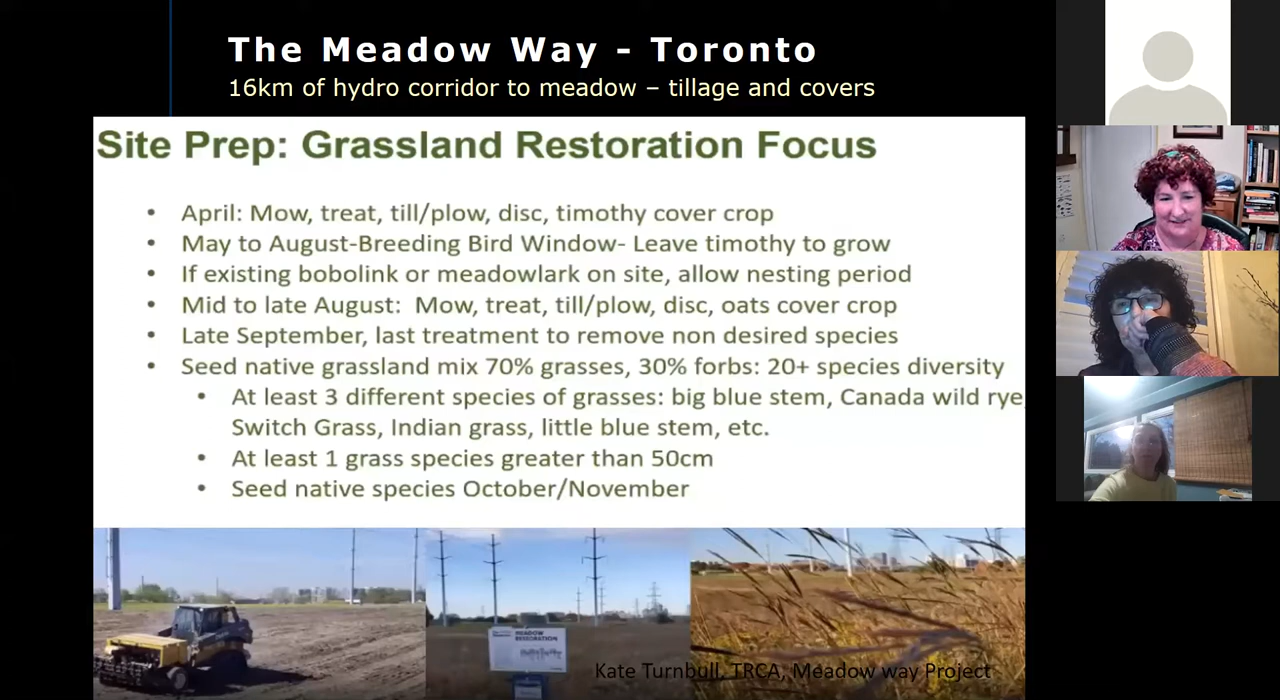 The Meadow Way - Toronto
16km of hydro corridor to meadow – tillage and covers
Site Prep: Grassland Restoration Focus
• April: Mow, treat, till/plow, disc, timothy cover crop
• May to August-Breeding Bird Window- Leave timothy to grow
• If existing bobolink or meadowlark on site, allow nesting period
• Mid to late August: Mow, treat, till/plow, disc, oats cover crop
• Late September, last treatment to remove non desired species
• Seed native grassland mix 70% grasses, 30% forbs: 20+ species diversity
• At least 3 different species of grasses: big blue stem, Canada wild rye,
Switch Grass, Indian grass, little blue stem, etc.
• At least 1 grass species greater than 50cm
• Seed native species October/November
MEADOW
RESTORATION
Kate Turnbull, TRCA, Meadow way Project